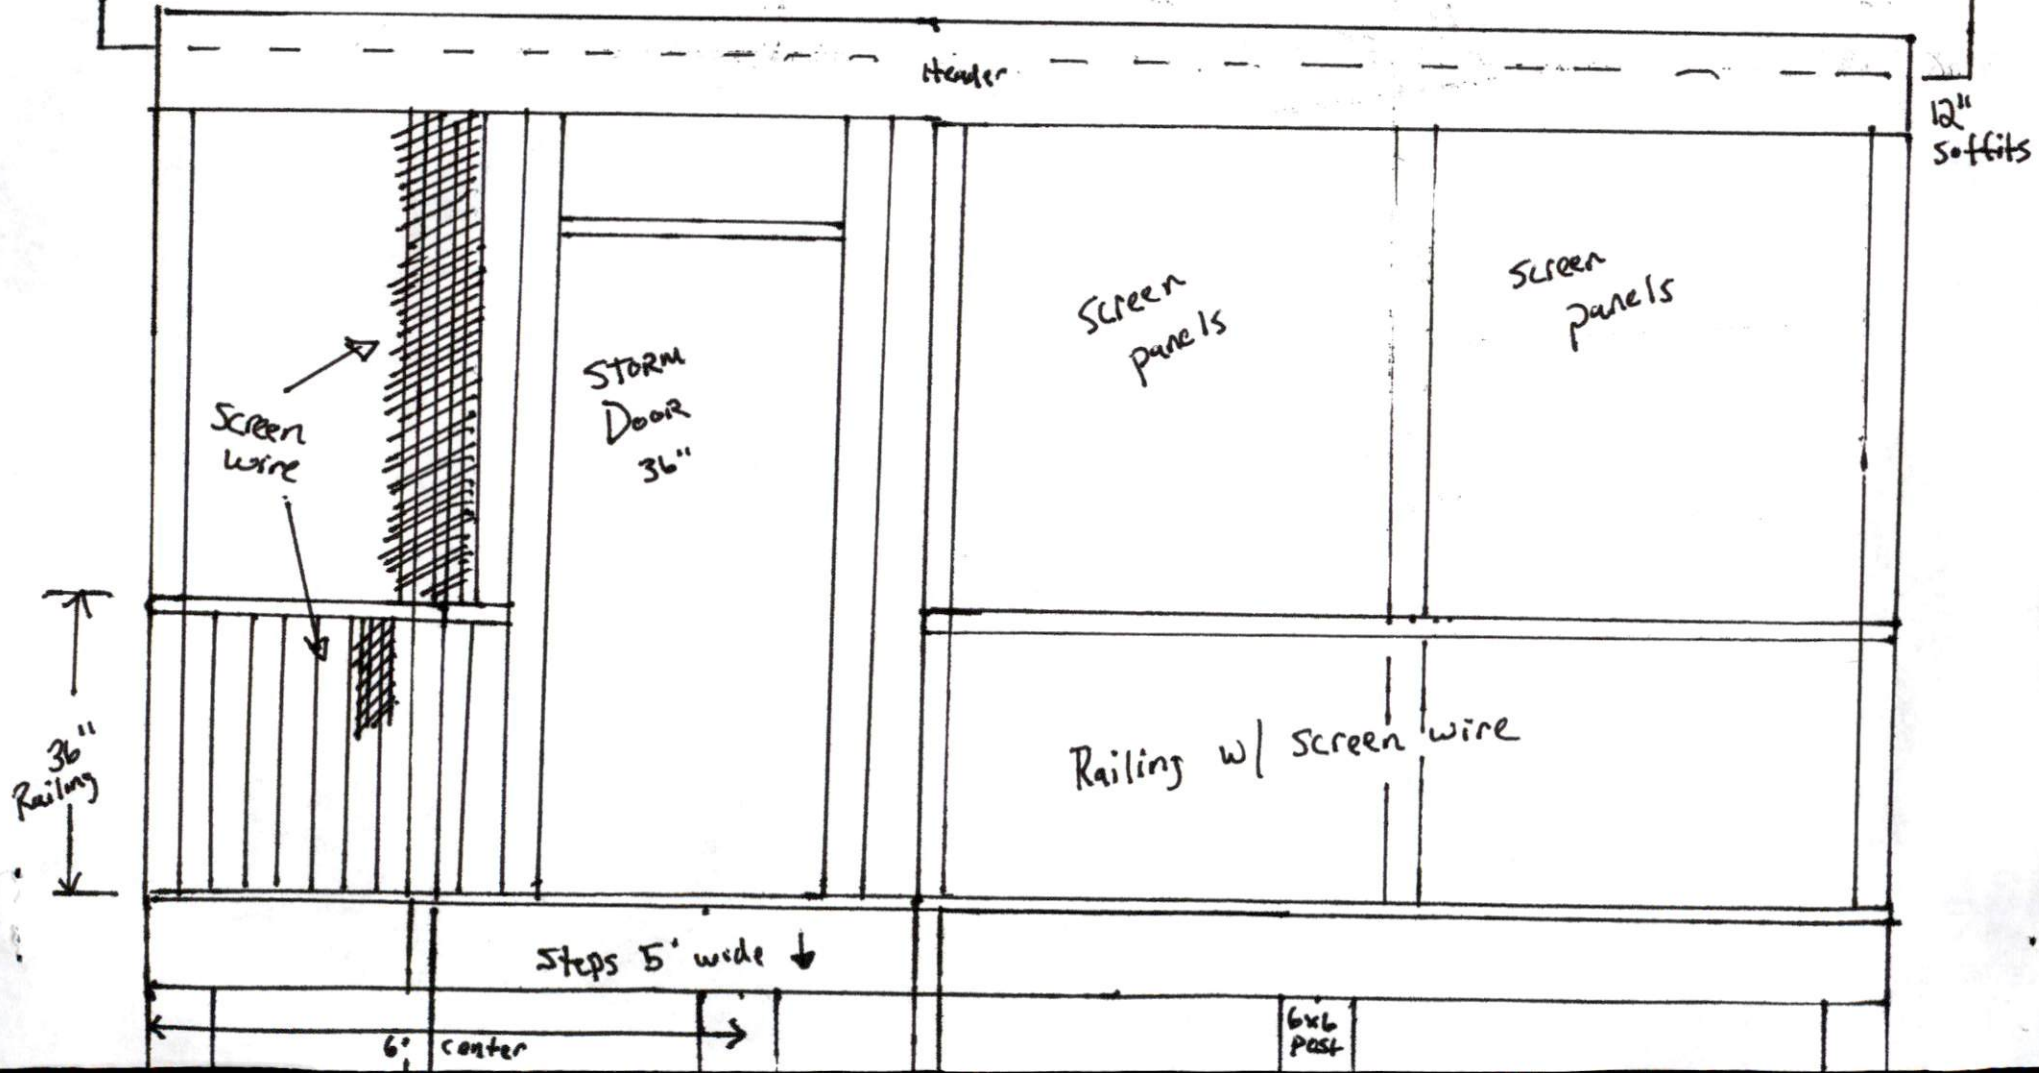 Header
12"
Soffits
Screen
panels
Screen
panels
STORM
DOOR
36"
Screen
wire
36"
Railing
Railing w/ screen wire
Steps 5' wide
6' center
6x6
Post